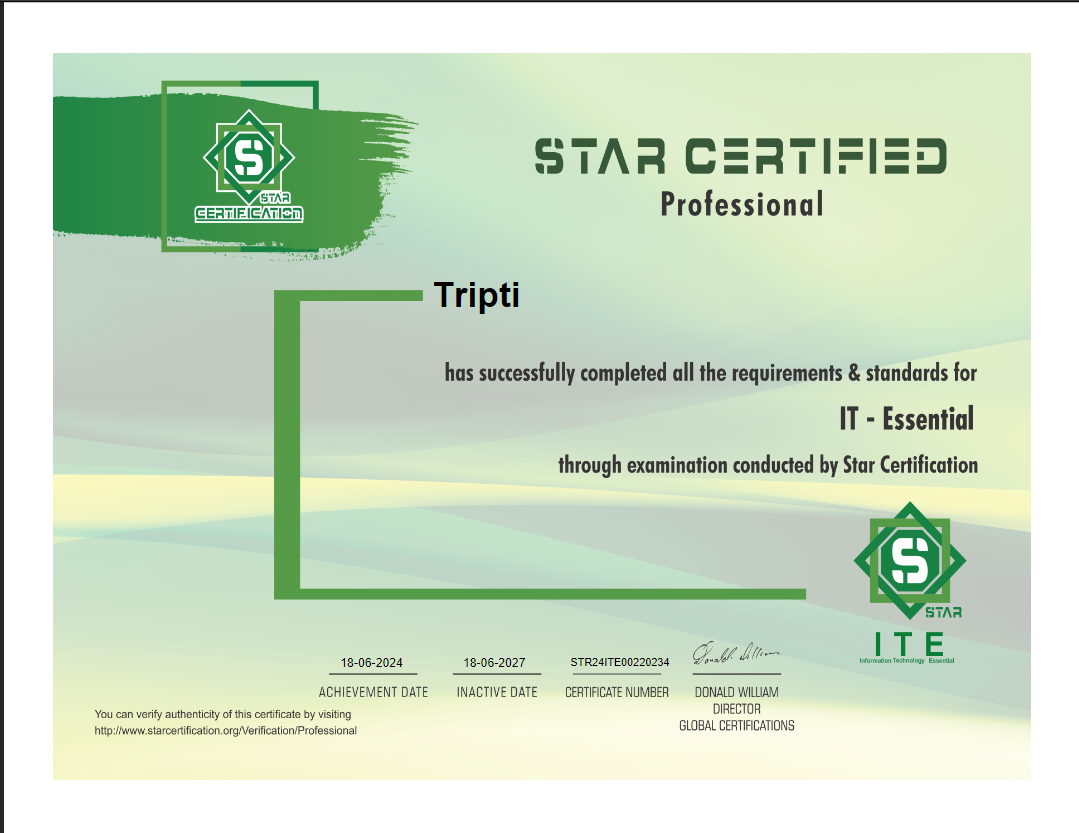 S
STAR
CERTIFICATION
STAR CERTIFIED
Professional
Tripti
has successfully completed all the requirements & standards for
IT - Essential
through examination conducted by Star Certification
S
STAR
ITE
Information Technology Essential
18-06-2024
ACHIEVEMENT DATE
18-06-2027
INACTIVE DATE
STR24ITE00220234
CERTIFICATE NUMBER
Donald William
DONALD WILLIAM
DIRECTOR
GLOBAL CERTIFICATIONS
You can verify authenticity of this certificate by visiting
http://www.starcertification.org/Verification/Professional